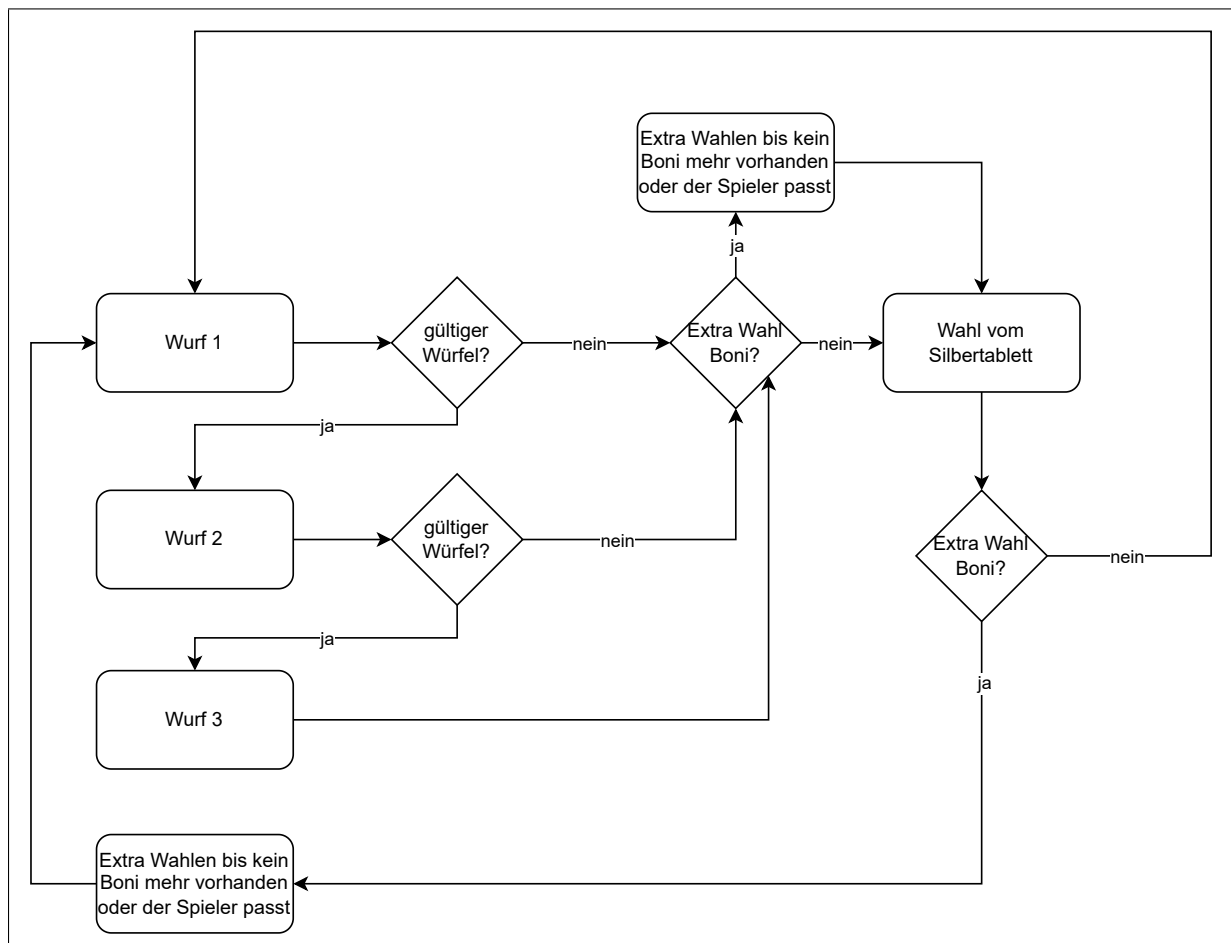 Extra Wahlen bis kein
Boni mehr vorhanden
oder der Spieler passt
ja
Wurf 1
gültiger
Würfel?
nein
Extra Wahl
Boni?
nein
Wahl vom
Silbertablett
ja
Wurf 2
gültiger
Würfel?
nein
Extra Wahl
Boni?
nein
ja
Wurf 3
ja
Extra Wahlen bis kein
Boni mehr vorhanden
oder der Spieler passt